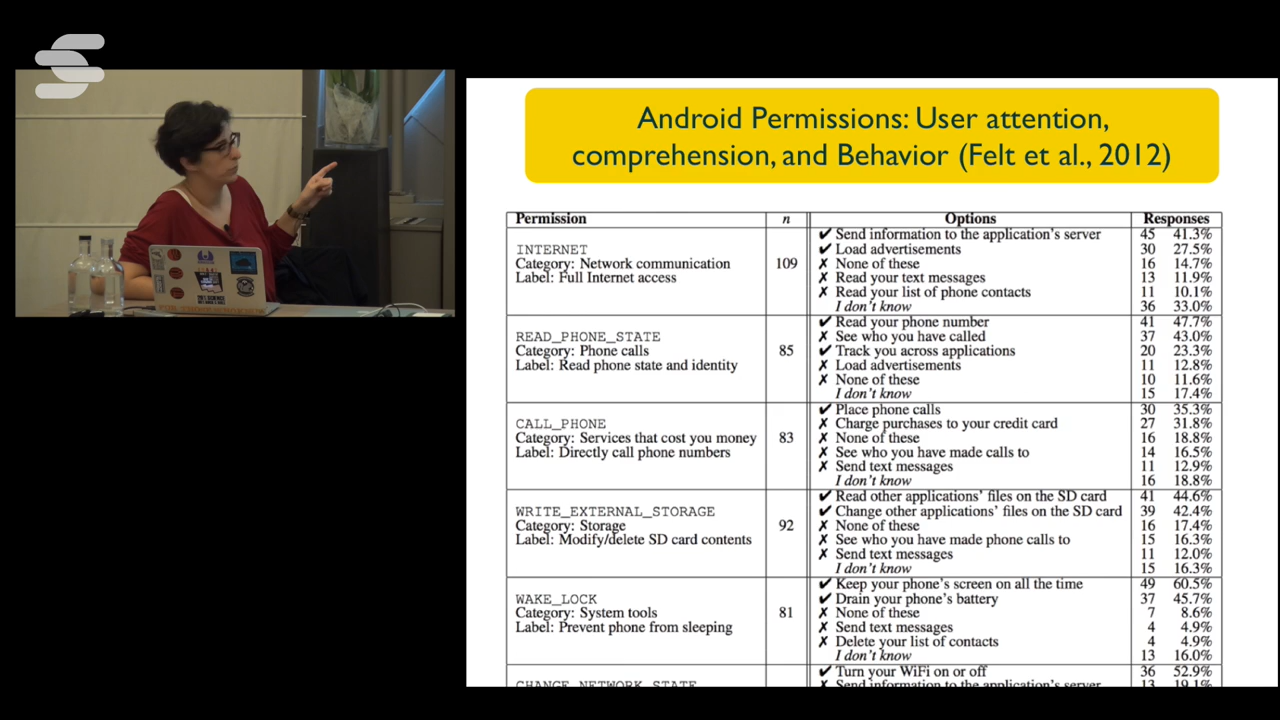 Android Permissions: User attention,
comprehension, and Behavior (Felt et al., 2012)
Permission n Options Responses
INTERNET
Category: Network communication
Label: Full Internet access
109
✔ Send information to the application's server 45 41.3%
✔ Load advertisements 30 27.5%
✗ None of these 16 14.7%
✗ Read your text messages 13 11.9%
✗ Read your list of phone contacts 11 10.1%
I don't know 36 33.0%
READ_PHONE_STATE
Category: Phone calls
Label: Read phone state and identity
85
✔ Read your phone number 41 47.7%
✗ See who you have called 37 43.0%
✔ Track you across applications 20 23.3%
✗ Load advertisements 11 12.8%
✗ None of these 10 11.6%
I don't know 15 17.4%
CALL_PHONE
Category: Services that cost you money
Label: Directly call phone numbers
83
✔ Place phone calls 30 35.3%
✗ Charge purchases to your credit card 27 31.8%
✗ None of these 16 18.8%
✗ See who you have made calls to 14 16.5%
✗ Send text messages 11 12.9%
I don't know 16 18.8%
WRITE_EXTERNAL_STORAGE
Category: Storage
Label: Modify/delete SD card contents
92
✔ Read other applications' files on the SD card 41 44.6%
✔ Change other applications' files on the SD card 39 42.4%
✗ None of these 16 17.4%
✗ See who you have made phone calls to 15 16.3%
✗ Send text messages 11 12.0%
I don't know 15 16.3%
WAKE_LOCK
Category: System tools
Label: Prevent phone from sleeping
81
✔ Keep your phone's screen on all the time 49 60.5%
✔ Drain your phone's battery 37 45.7%
✗ None of these 7 8.6%
✗ Send text messages 4 4.9%
✗ Delete your list of contacts 4 4.9%
I don't know 13 16.0%
CHANGE_NETWORK_STATE
✔ Turn your WiFi on or off 36 52.9%
✗ Send information to the application's server 13 19.1%